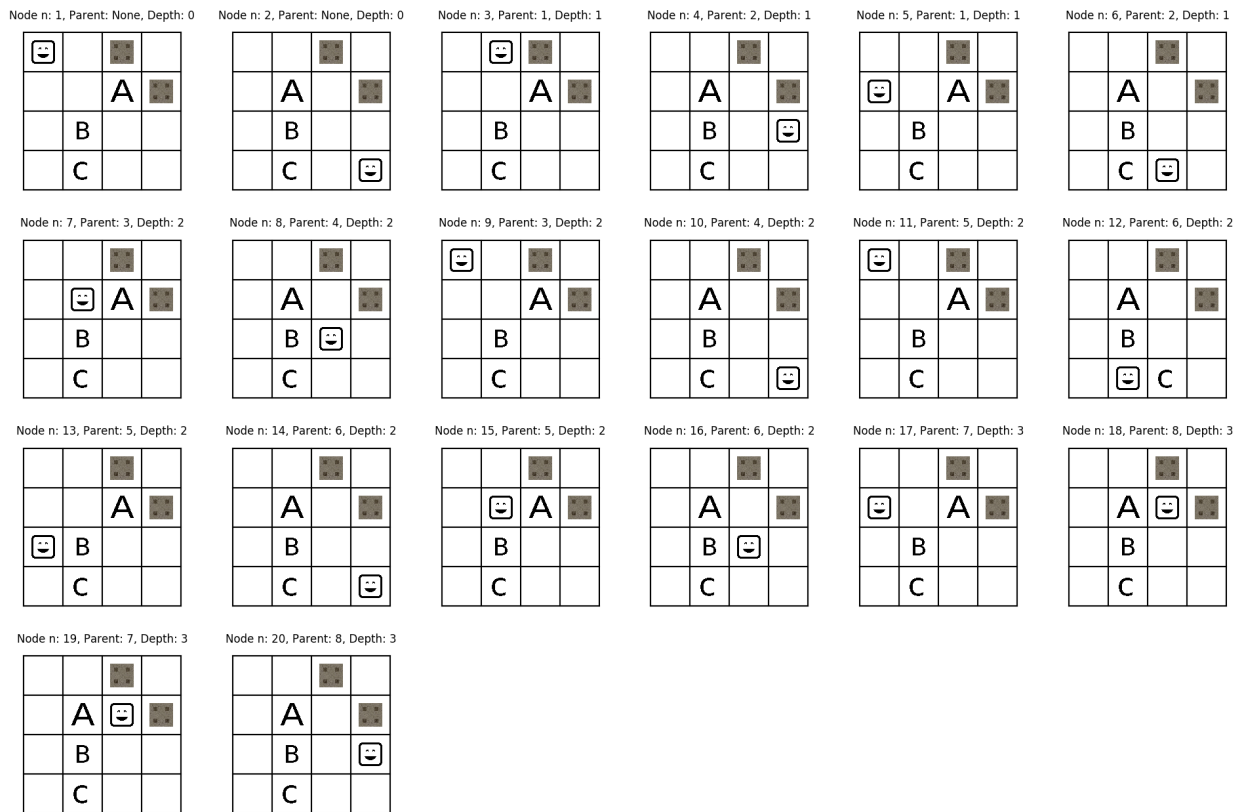 Node n: 1, Parent: None, Depth: 0
Node n: 2, Parent: None, Depth: 0
Node n: 3, Parent: 1, Depth: 1
Node n: 4, Parent: 2, Depth: 1
Node n: 5, Parent: 1, Depth: 1
Node n: 6, Parent: 2, Depth: 1
A A A A A A
B B B B B B
C C C C C C
Node n: 7, Parent: 3, Depth: 2
Node n: 8, Parent: 4, Depth: 2
Node n: 9, Parent: 3, Depth: 2
Node n: 10, Parent: 4, Depth: 2
Node n: 11, Parent: 5, Depth: 2
Node n: 12, Parent: 6, Depth: 2
A A A A A A
B B B B B B
C C C C C C
Node n: 13, Parent: 5, Depth: 2
Node n: 14, Parent: 6, Depth: 2
Node n: 15, Parent: 5, Depth: 2
Node n: 16, Parent: 6, Depth: 2
Node n: 17, Parent: 7, Depth: 3
Node n: 18, Parent: 8, Depth: 3
A A A A A A
B B B B B B
C C C C C C
Node n: 19, Parent: 7, Depth: 3
Node n: 20, Parent: 8, Depth: 3
A A
B B
C C